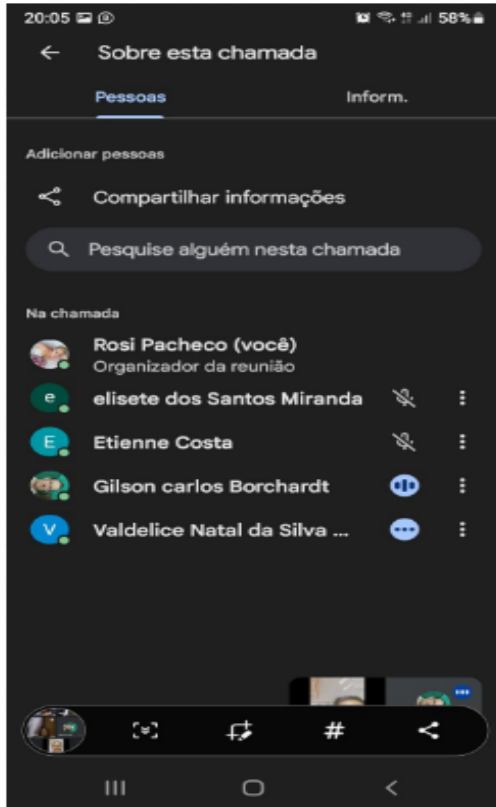 20:05 58%
Sobre esta chamada
Pessoas Inform.
Adicionar pessoas
Compartilhar informações
Pesquise alguém nesta chamada
Na chamada
Rosi Pacheco (você)
Organizador da reunião
e elisete dos Santos Miranda
E Etienne Costa
Gilson carlos Borchardt
V Valdelice Natal da Silva ...
#